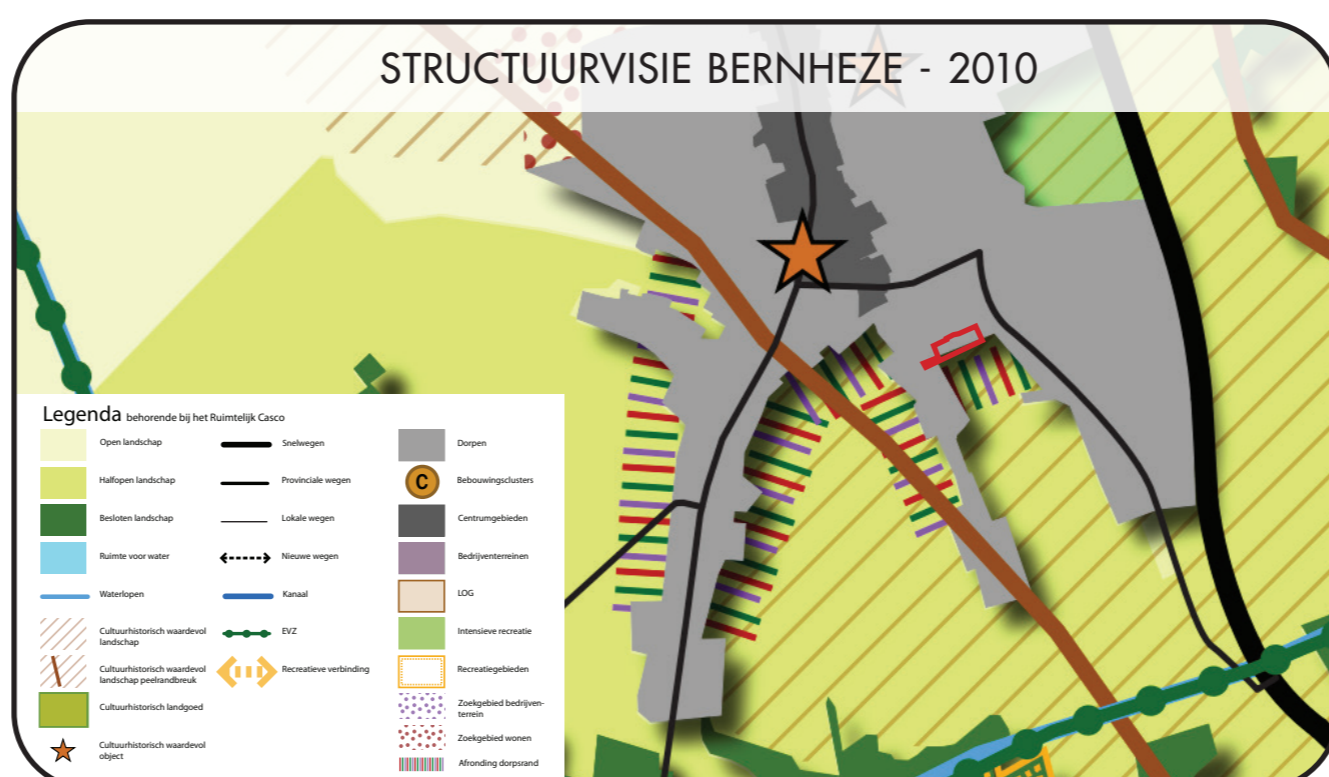 STRUCTUURVISIE BERNHEZE - 2010
Legenda behorende bij het Ruimtelijk Casco
Open landschap
Halfopen landschap
Besloten landschap
Ruimte voor water
Waterlopen
Cultuurhistorisch waardevol
landschap
Cultuurhistorisch waardevol
landschap peelrandbreuk
Cultuurhistorisch landgoed
Cultuurhistorisch waardevol
object
Snelwegen
Provinciale wegen
Lokale wegen
Nieuwe wegen
Kanaal
EVZ
Recreatieve verbinding
Dorpen
C
Bebouwingsclusters
Centrumgebieden
Bedrijventerreinen
LOG
Intensieve recreatie
Recreatiegebieden
Zoekgebied bedrijven-
terrein
Zoekgebied wonen
Afronding dorpsrand